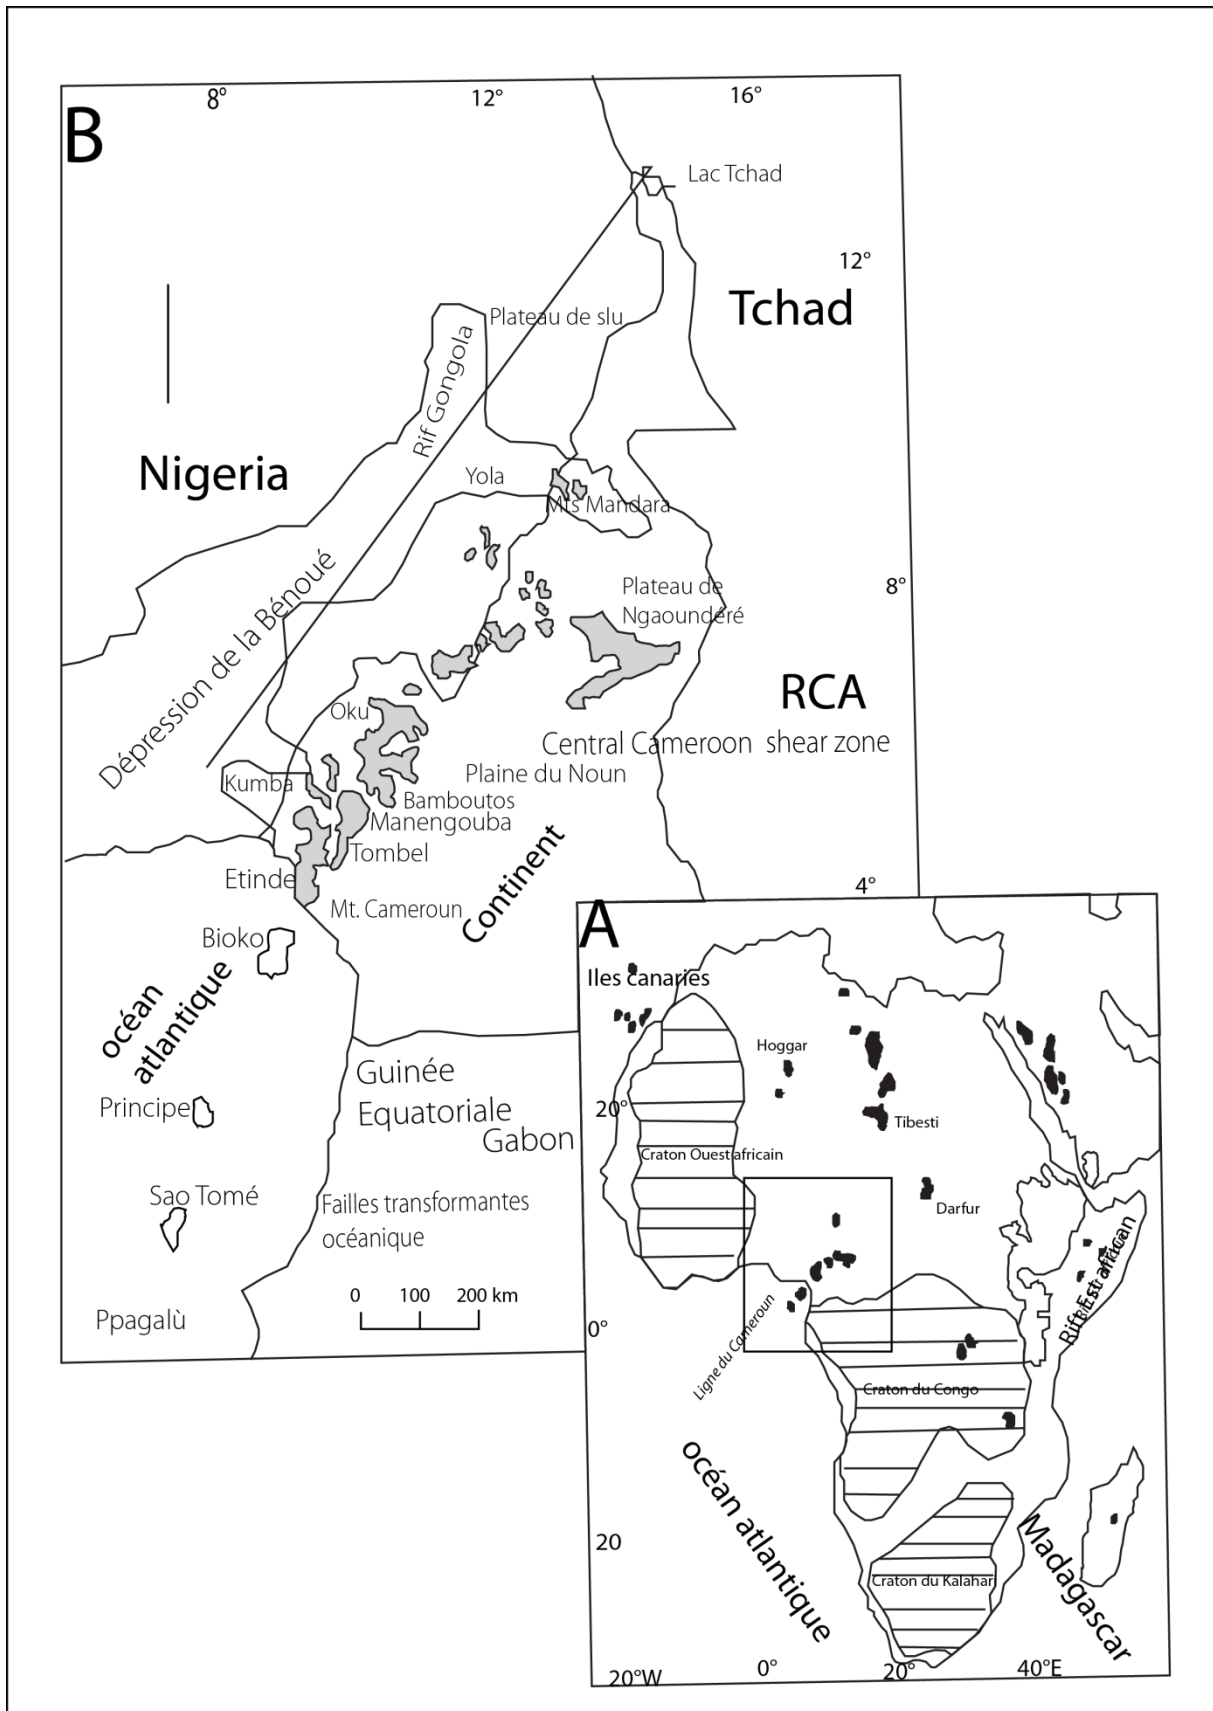 B
8°
12°
16°
Lac Tchad
12°
Tchad
Plateau de slu
Rif Gongola
Nigeria
Yola
Mts Mandara
Dépression de la Bénoué
Plateau de
Ngaoundéré
8°
RCA
Oku
Central Cameroon shear zone
Plaine du Noun
Kumba
Bamboutos
Manengouba
Tombel
Continent
Etinde
Mt. Cameroun
4°
Bioko
océan
atlantique
Guinée
Equatoriale
Gabon
Principe
Sao Tomé
Failles transformantes
océanique
0 100 200 km
Ppagalù
A
Iles canaries
Hoggar
20°
Tibesti
Craton Ouest africain
Darfur
Rift Est africain
Ligne du Cameroun
0°
Craton du Congo
océan atlantique
20
Madagascar
Craton du Kalahari
20°W
0°
20°
40°E